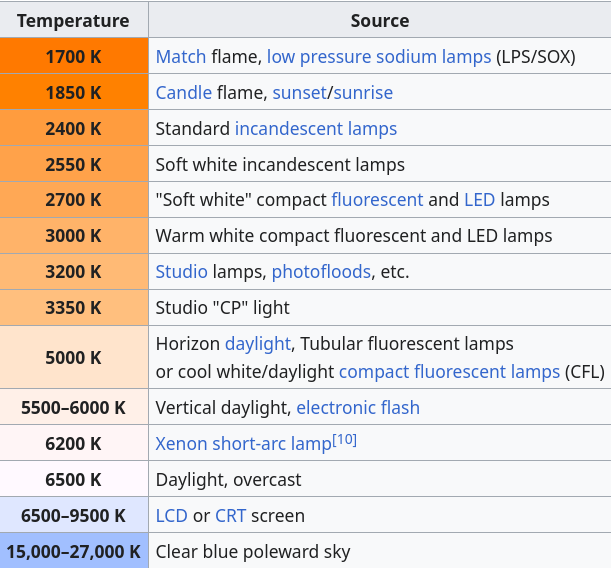 Temperature Source
1700 K Match flame, low pressure sodium lamps (LPS/SOX)
1850 K Candle flame, sunset/sunrise
2400 K Standard incandescent lamps
2550 K Soft white incandescent lamps
2700 K "Soft white" compact fluorescent and LED lamps
3000 K Warm white compact fluorescent and LED lamps
3200 K Studio lamps, photofloods, etc.
3350 K Studio "CP" light
5000 K Horizon daylight, Tubular fluorescent lamps
or cool white/daylight compact fluorescent lamps (CFL)
5500–6000 K Vertical daylight, electronic flash
6200 K Xenon short-arc lamp[10]
6500 K Daylight, overcast
6500–9500 K LCD or CRT screen
15,000–27,000 K Clear blue poleward sky